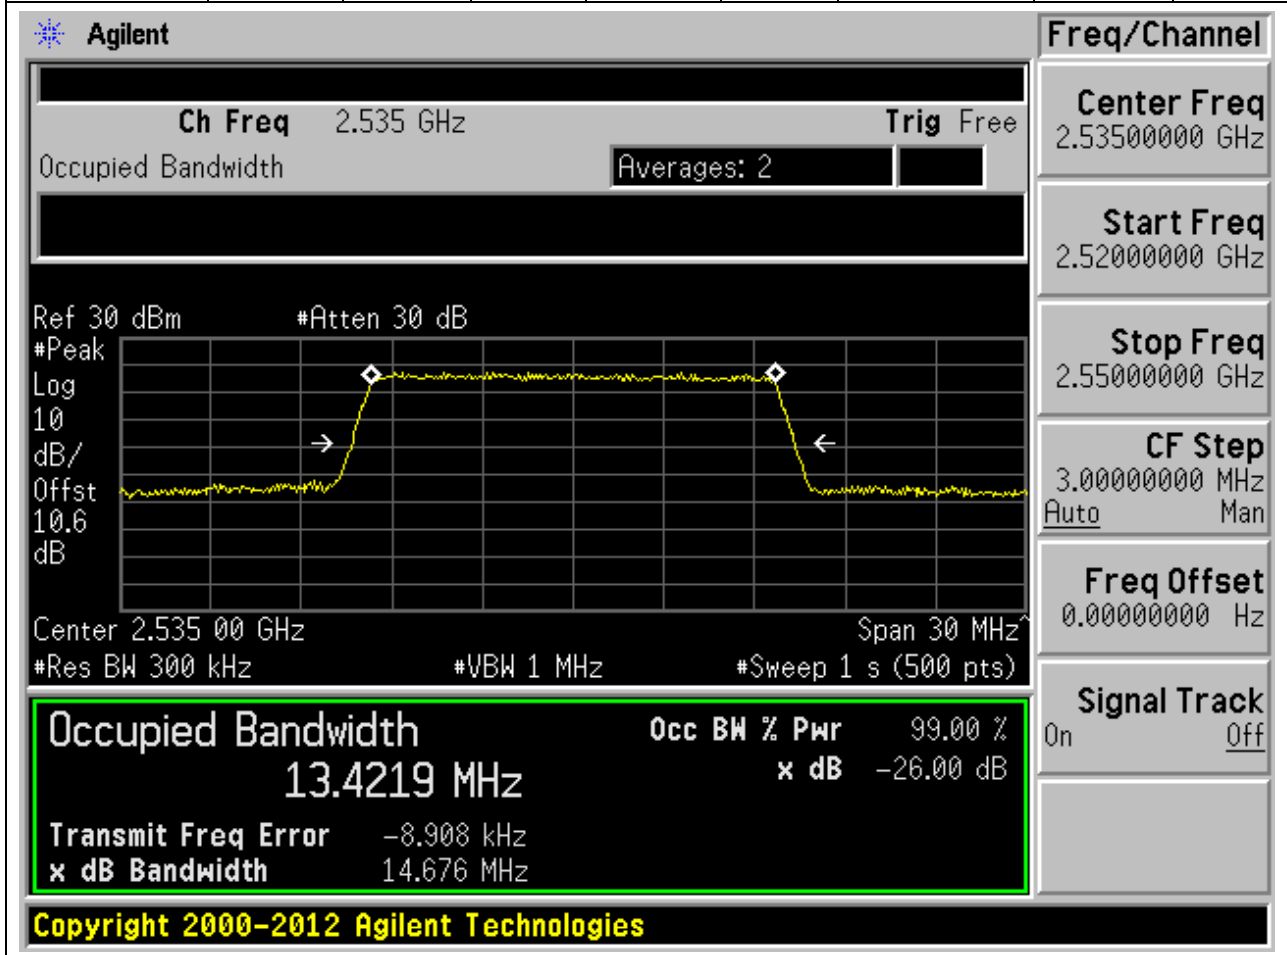 Agilent
Freq/Channel
Ch Freq 2.535 GHz Trig Free
Occupied Bandwidth Averages: 2
Center Freq
2.53500000 GHz
Start Freq
2.52000000 GHz
Stop Freq
2.55000000 GHz
CF Step
3.00000000 MHz
Auto Man
Freq Offset
0.00000000 Hz
Signal Track
On Off
Ref 30 dBm #Atten 30 dB
#Peak
Log
10
dB/
Offst
10.6
dB
Center 2.535 00 GHz Span 30 MHz^
#Res BW 300 kHz #VBW 1 MHz #Sweep 1 s (500 pts)
Occupied Bandwidth Occ BW % Pwr 99.00 %
13.4219 MHz x dB -26.00 dB
Transmit Freq Error -8.908 kHz
x dB Bandwidth 14.676 MHz
Copyright 2000-2012 Agilent Technologies